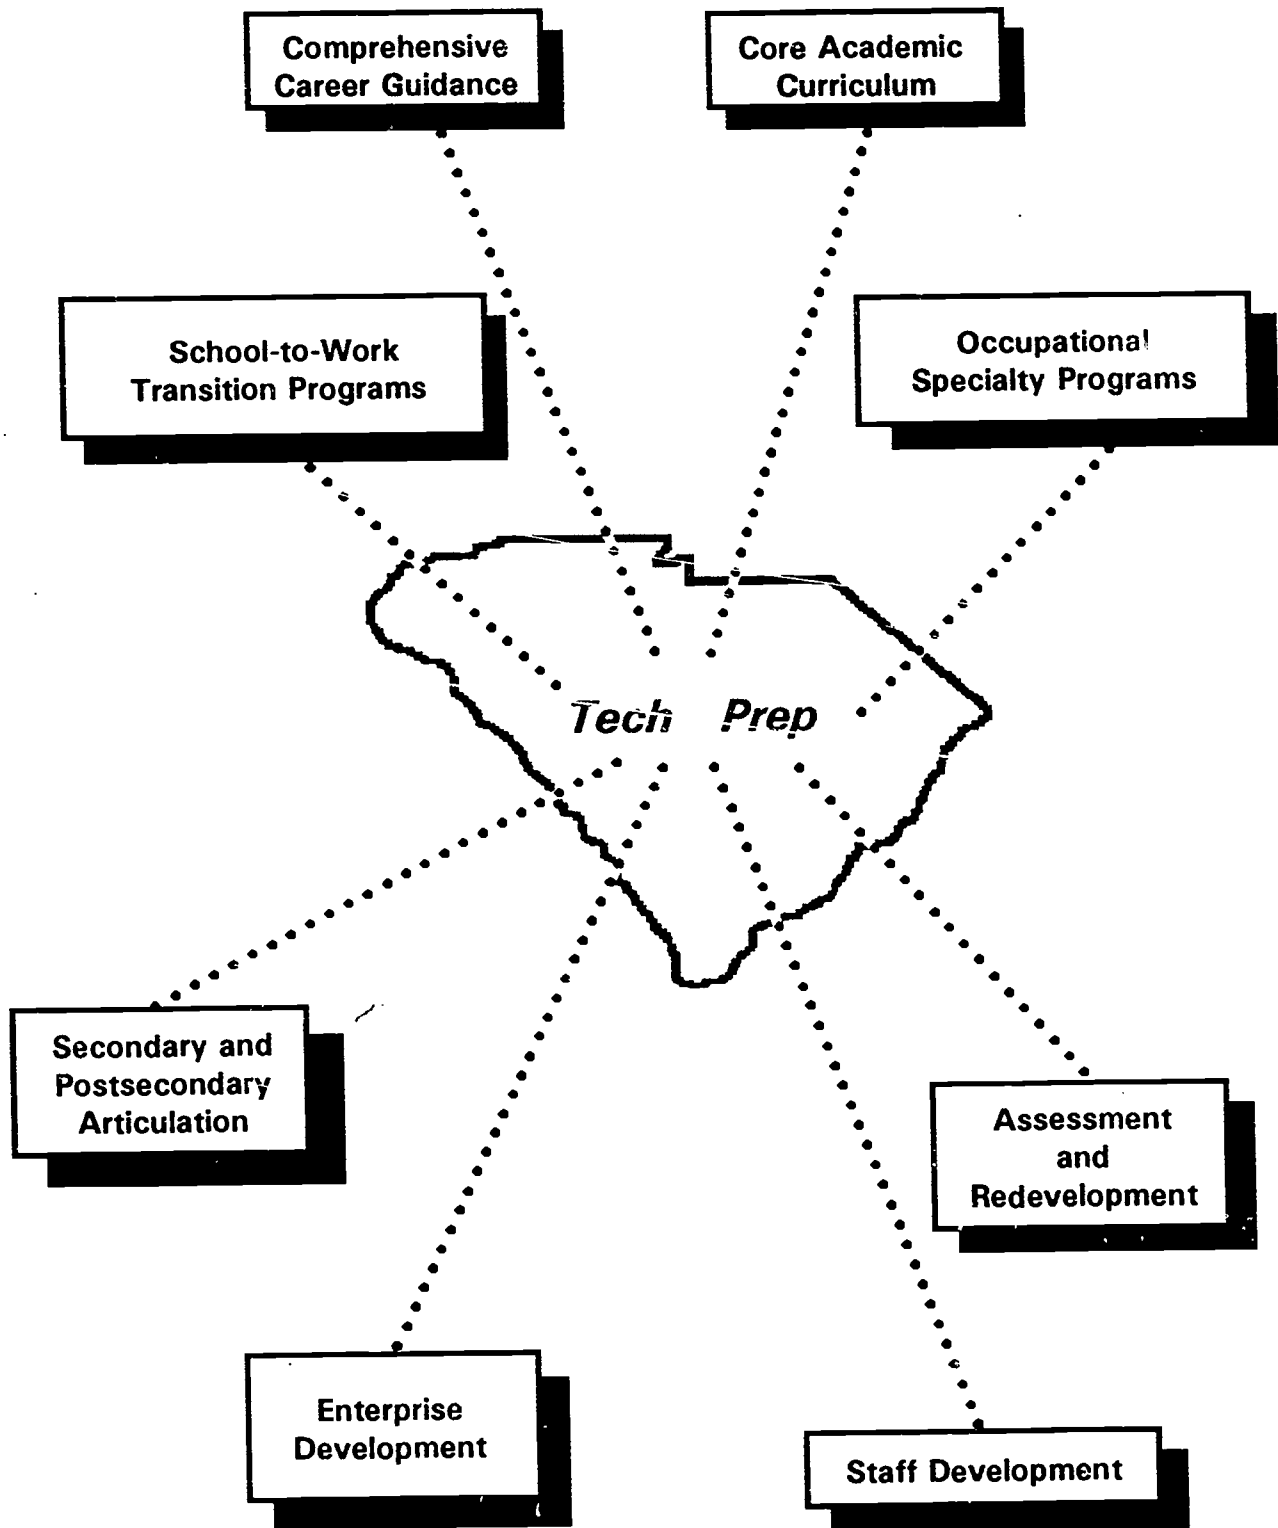 Comprehensive
Career Guidance
Core Academic
Curriculum
School-to-Work
Transition Programs
Occupational
Specialty Programs
Tech Prep
Secondary and
Postsecondary
Articulation
Assessment
and
Redevelopment
Enterprise
Development
Staff Development